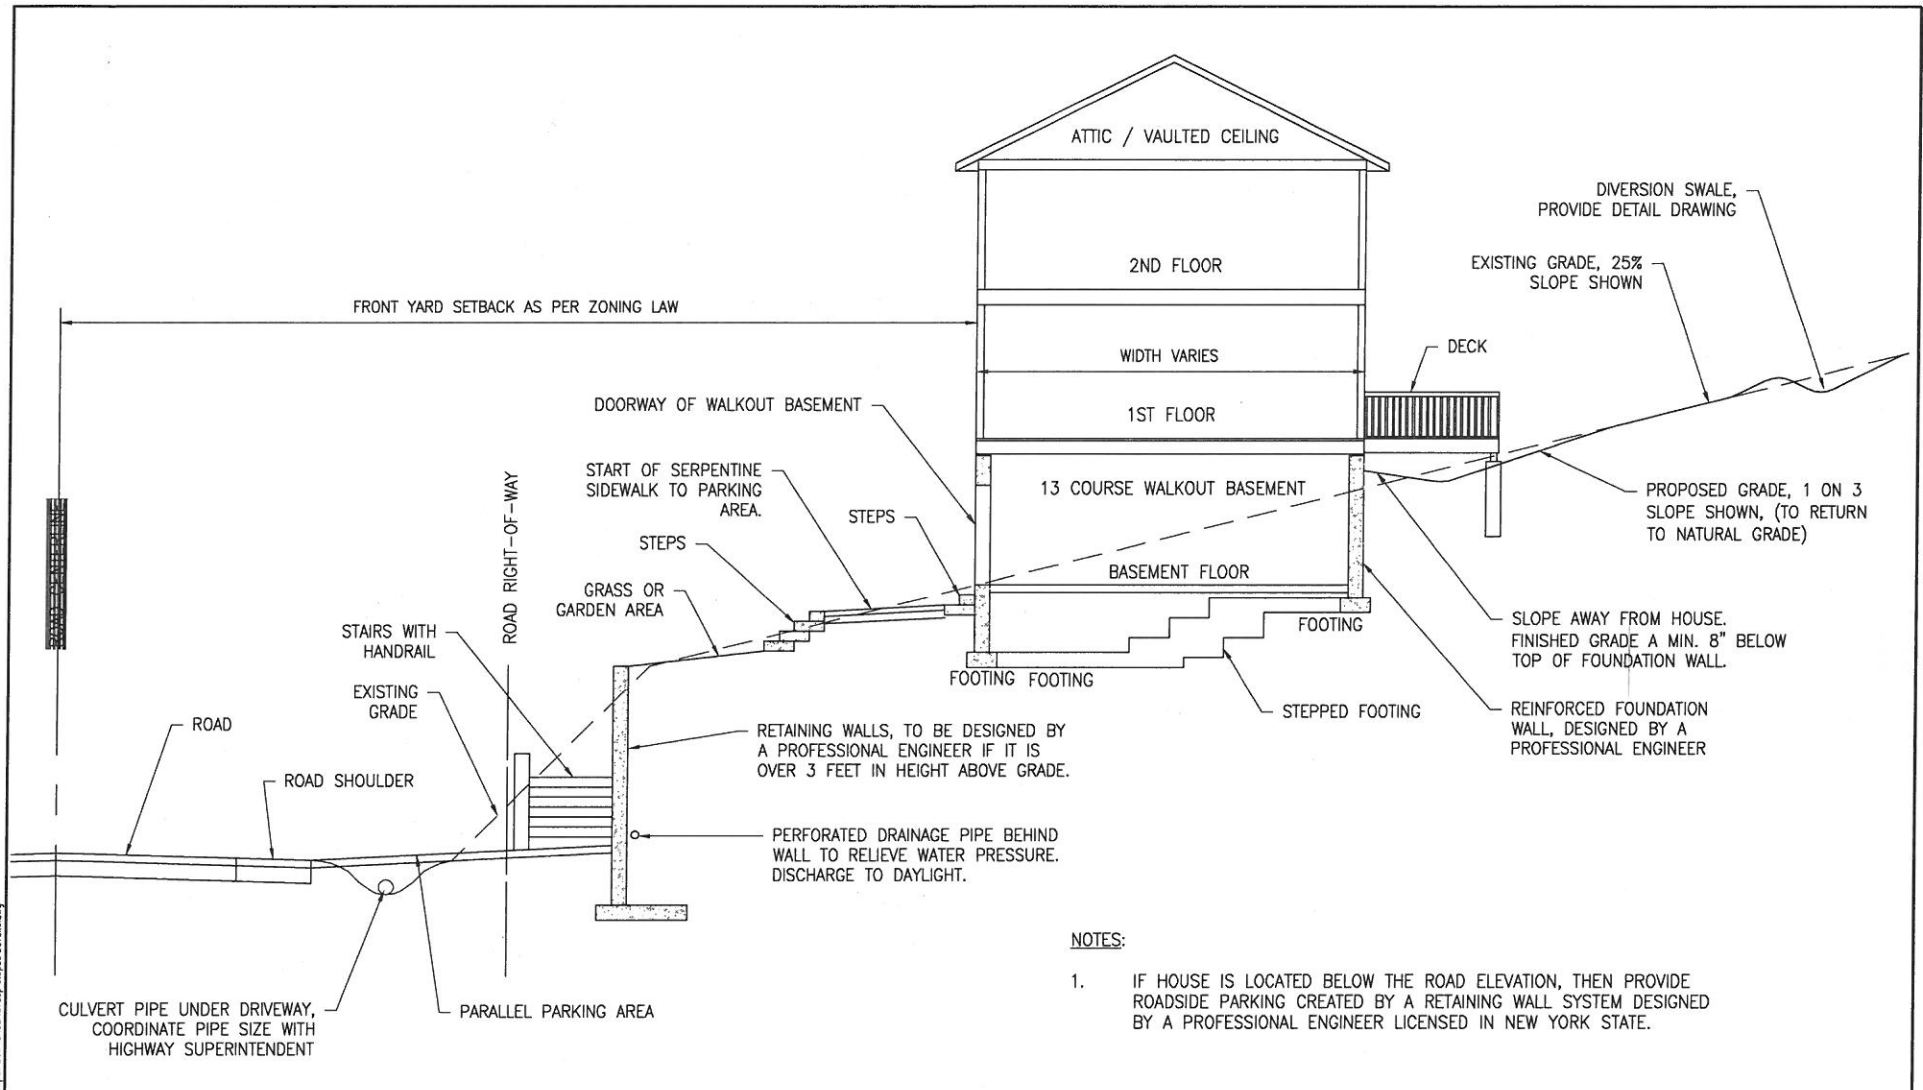 ATTIC / VAULTED CEILING
DIVERSION SWALE,
PROVIDE DETAIL DRAWING
2ND FLOOR
EXISTING GRADE, 25%
SLOPE SHOWN
FRONT YARD SETBACK AS PER ZONING LAW
WIDTH VARIES
DECK
DOORWAY OF WALKOUT BASEMENT
1ST FLOOR
START OF SERPENTINE
SIDEWALK TO PARKING
AREA.
13 COURSE WALKOUT BASEMENT
PROPOSED GRADE, 1 ON 3
SLOPE SHOWN, (TO RETURN
TO NATURAL GRADE)
STEPS
STEPS
ROAD CENTERLINE
ROAD RIGHT-OF-WAY
BASEMENT FLOOR
GRASS OR
GARDEN AREA
SLOPE AWAY FROM HOUSE.
FINISHED GRADE A MIN. 8" BELOW
TOP OF FOUNDATION WALL.
STAIRS WITH
HANDRAIL
FOOTING
FOOTING
FOOTING
EXISTING
GRADE
STEPPED FOOTING
REINFORCED FOUNDATION
WALL, DESIGNED BY A
PROFESSIONAL ENGINEER
ROAD
RETAINING WALLS, TO BE DESIGNED BY
A PROFESSIONAL ENGINEER IF IT IS
OVER 3 FEET IN HEIGHT ABOVE GRADE.
ROAD SHOULDER
PERFORATED DRAINAGE PIPE BEHIND
WALL TO RELIEVE WATER PRESSURE.
DISCHARGE TO DAYLIGHT.
CULVERT PIPE UNDER DRIVEWAY,
COORDINATE PIPE SIZE WITH
HIGHWAY SUPERINTENDENT
PARALLEL PARKING AREA
NOTES:
1. IF HOUSE IS LOCATED BELOW THE ROAD ELEVATION, THEN PROVIDE
ROADSIDE PARKING CREATED BY A RETAINING WALL SYSTEM DESIGNED
BY A PROFESSIONAL ENGINEER LICENSED IN NEW YORK STATE.